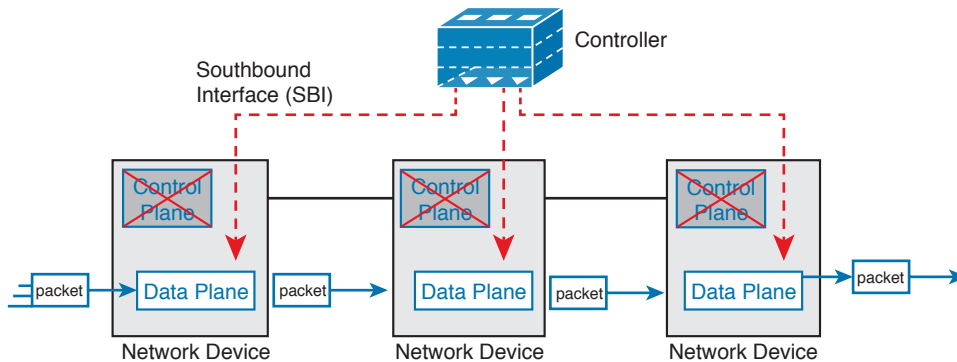 Controller
Southbound
Interface (SBI)
Control
Plane
Control
Plane
Control
Plane
packet
Data Plane
packet
Data Plane
packet
Data Plane
packet
Network Device
Network Device
Network Device